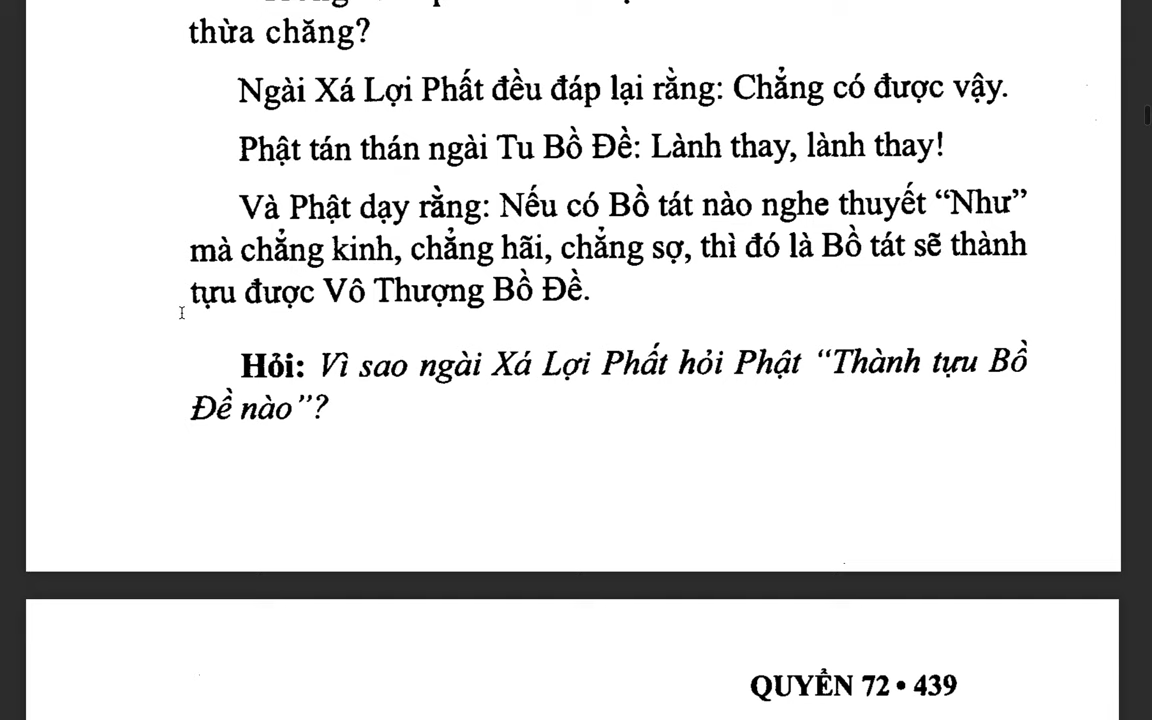 thừa chăng?
Ngài Xá Lợi Phất đều đáp lại rằng: Chẳng có được vậy.
Phật tán thán ngài Tu Bồ Đề: Lành thay, lành thay!
Và Phật dạy rằng: Nếu có Bồ tát nào nghe thuyết “Như”
mà chẳng kinh, chẳng hãi, chẳng sợ, thì đó là Bồ tát sẽ thành
tựu được Vô Thượng Bồ Đề.
Hỏi: Vì sao ngài Xá Lợi Phất hỏi Phật “Thành tựu Bồ
Đề nào”?
QUYỂN 72 • 439